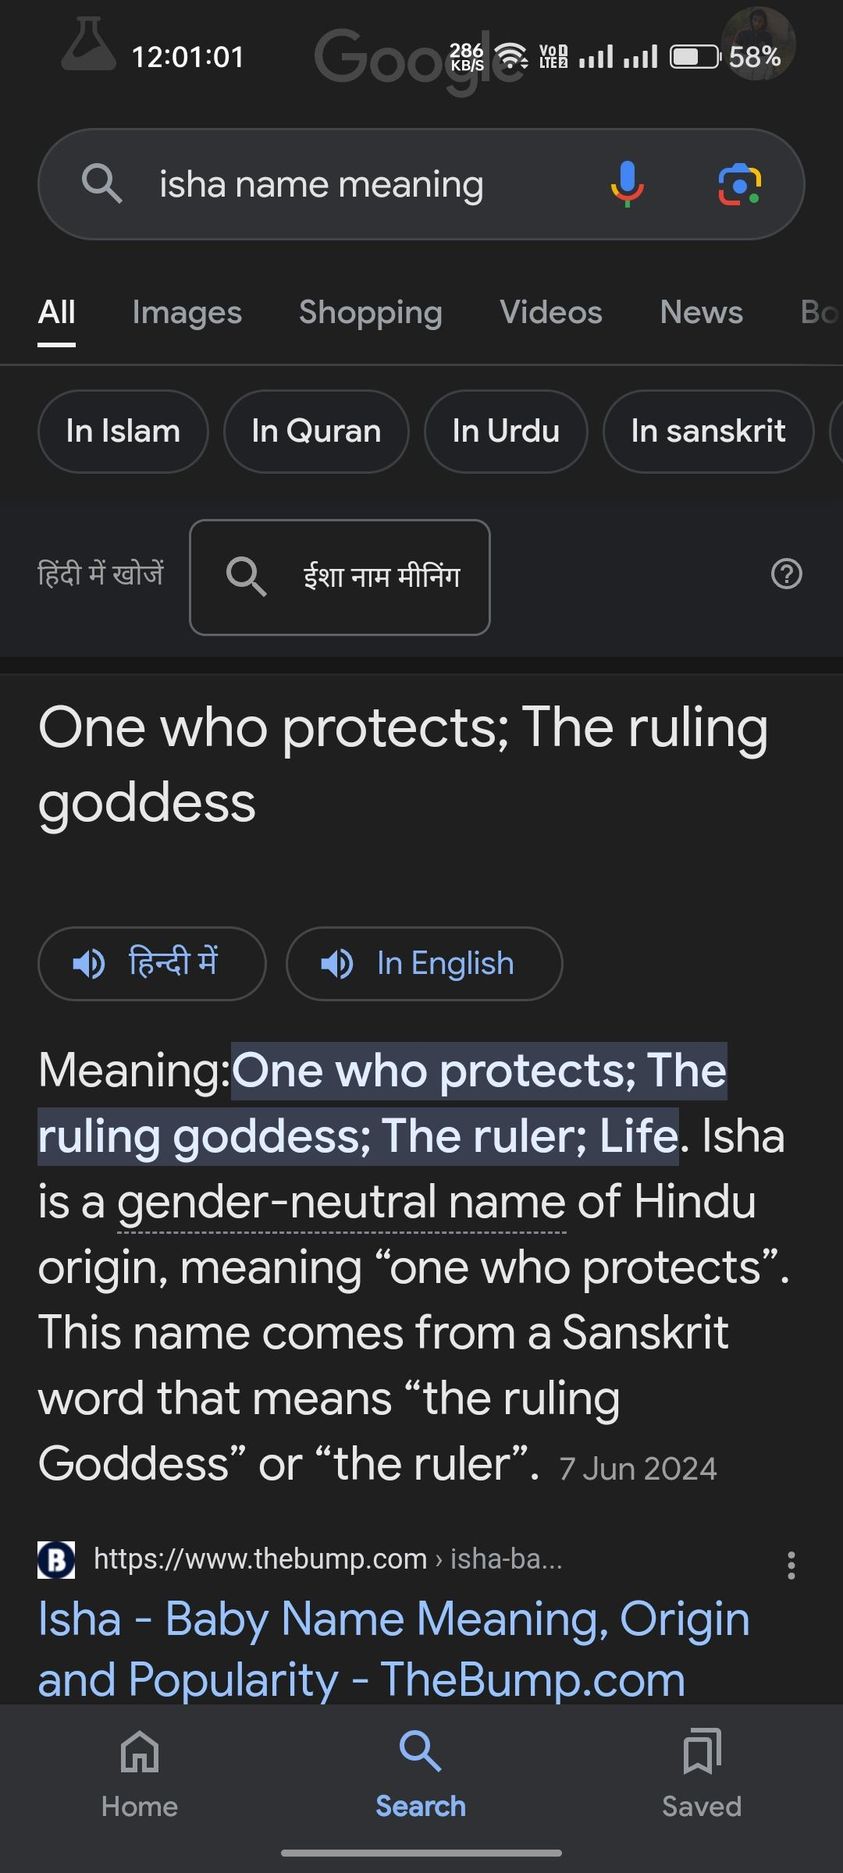 12:01:01
Google
286 KB/S
VoD LTE2
58%
isha name meaning
All Images Shopping Videos News Bo
In Islam In Quran In Urdu In sanskrit
हिंदी में खोजें ईशा नाम मीनिंग
One who protects; The ruling
goddess
हिन्दी में In English
Meaning:One who protects; The
ruling goddess; The ruler; Life. Isha
is a gender-neutral name of Hindu
origin, meaning “one who protects”.
This name comes from a Sanskrit
word that means “the ruling
Goddess” or “the ruler”. 7 Jun 2024
B https://www.thebump.com › isha-ba...
Isha - Baby Name Meaning, Origin
and Popularity - TheBump.com
Home Search Saved